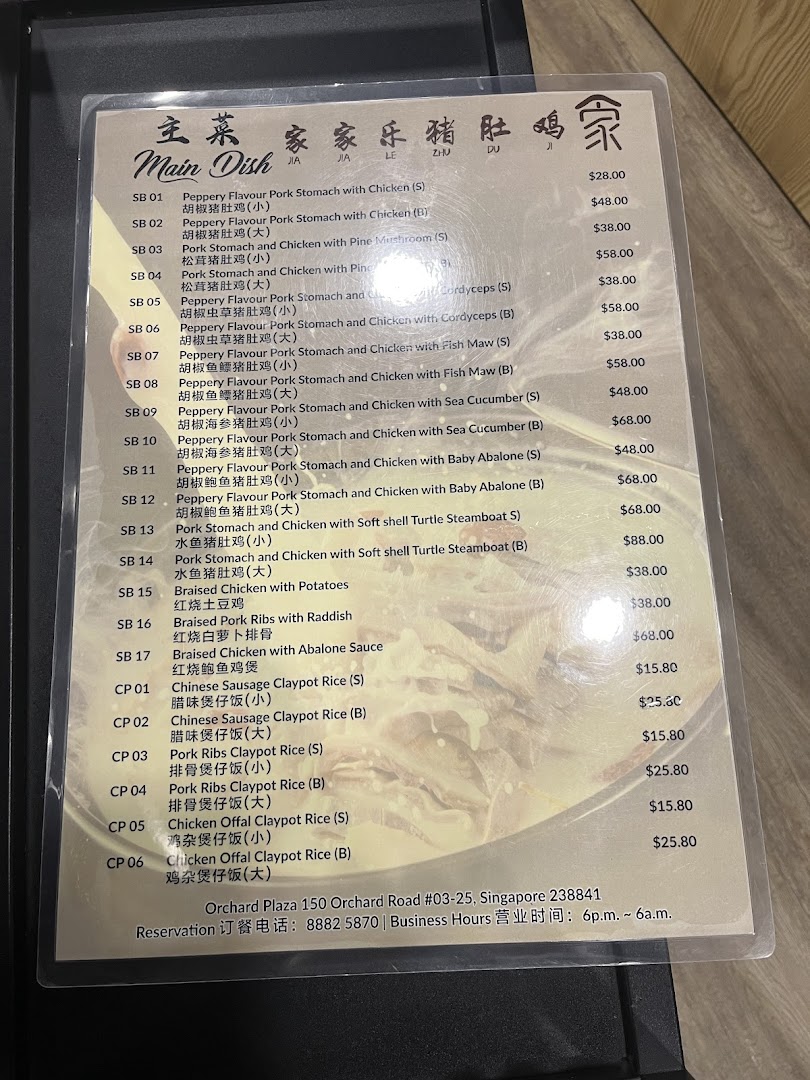 主菜 家家乐猪肚鸡 家
Main Dish JIA JIA LE ZHU DU JI
SB 01 Peppery Flavour Pork Stomach with Chicken (S) $28.00
胡椒猪肚鸡(小)
SB 02 Peppery Flavour Pork Stomach with Chicken (B) $48.00
胡椒猪肚鸡(大)
SB 03 Pork Stomach and Chicken with Pine Mushroom (S) $38.00
松茸猪肚鸡(小)
SB 04 Pork Stomach and Chicken with Pine (B) $58.00
松茸猪肚鸡(大)
SB 05 Peppery Flavour Pork Stomach and Cordyceps (S) $38.00
胡椒虫草猪肚鸡(小)
SB 06 Peppery Flavour Pork Stomach and Chicken with Cordyceps (B) $58.00
胡椒虫草猪肚鸡(大)
SB 07 Peppery Flavour Pork Stomach and Chicken with Fish Maw (S) $38.00
胡椒鱼鳔猪肚鸡(小)
SB 08 Peppery Flavour Pork Stomach and Chicken with Fish Maw (B) $58.00
胡椒鱼鳔猪肚鸡(大)
SB 09 Peppery Flavour Pork Stomach and Chicken with Sea Cucumber (S) $48.00
胡椒海参猪肚鸡(小)
SB 10 Peppery Flavour Pork Stomach and Chicken with Sea Cucumber (B) $68.00
胡椒海参猪肚鸡(大)
SB 11 Peppery Flavour Pork Stomach and Chicken with Baby Abalone (S) $48.00
胡椒鲍鱼猪肚鸡(小)
SB 12 Peppery Flavour Pork Stomach and Chicken with Baby Abalone (B) $68.00
胡椒鲍鱼猪肚鸡(大)
SB 13 Pork Stomach and Chicken with Soft shell Turtle Steamboat S) $68.00
水鱼猪肚鸡(小)
SB 14 Pork Stomach and Chicken with Soft shell Turtle Steamboat (B) $88.00
水鱼猪肚鸡(大)
SB 15 Braised Chicken with Potatoes $38.00
红烧土豆鸡
SB 16 Braised Pork Ribs with Raddish $38.00
红烧白萝卜排骨
SB 17 Braised Chicken with Abalone Sauce $68.00
红烧鲍鱼鸡煲
CP 01 Chinese Sausage Claypot Rice (S) $15.80
腊味煲仔饭(小)
CP 02 Chinese Sausage Claypot Rice (B) $25.80
腊味煲仔饭(大)
CP 03 Pork Ribs Claypot Rice (S) $15.80
排骨煲仔饭(小)
CP 04 Pork Ribs Claypot Rice (B) $25.80
排骨煲仔饭(大)
CP 05 Chicken Offal Claypot Rice (S) $15.80
鸡杂煲仔饭(小)
CP 06 Chicken Offal Claypot Rice (B) $25.80
鸡杂煲仔饭(大)
Orchard Plaza 150 Orchard Road #03-25, Singapore 238841
Reservation 订餐电话: 8882 5870 | Business Hours 营业时间: 6p.m. ~ 6a.m.